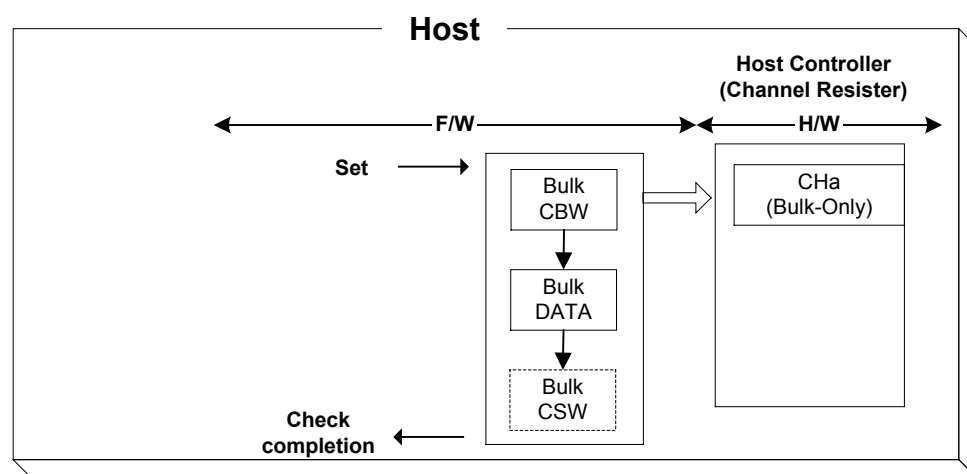 Host
Host Controller
(Channel Resister)
F/W
H/W
Set
Bulk
CBW
CHa
(Bulk-Only)
Bulk
DATA
Bulk
CSW
Check
completion